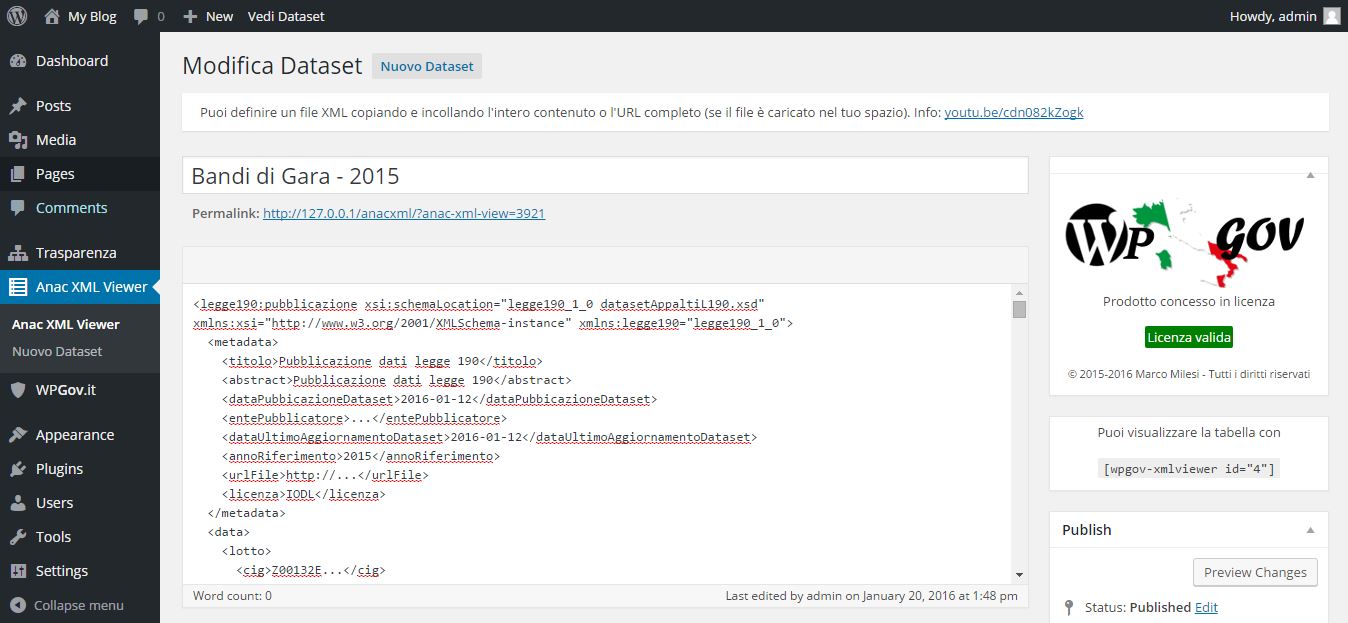 My Blog 0 New Vedi Dataset Howdy, admin
Dashboard
Posts
Media
Pages
Comments
Trasparenza
Anac XML Viewer
Anac XML Viewer
Nuovo Dataset
WPGov.it
Appearance
Plugins
Users
Tools
Settings
Collapse menu
Modifica Dataset Nuovo Dataset
Puoi definire un file XML copiando e incollando l'intero contenuto o l'URL completo (se il file è caricato nel tuo spazio). Info: youtu.be/cdn082kZogk
Bandi di Gara - 2015
Permalink: http://127.0.0.1/anacxml/?anac-xml-view=3921
<legge190:pubblicazione xsi:schemaLocation="legge190_1_0 datasetAppaltiL190.xsd"
xmlns:xsi="http://www.w3.org/2001/XMLSchema-instance" xmlns:legge190="legge190_1_0">
<metadata>
<titolo>Pubblicazione dati legge 190</titolo>
<abstract>Pubblicazione dati legge 190</abstract>
<dataPubbicazioneDataset>2016-01-12</dataPubbicazioneDataset>
<entePubblicatore>...</entePubblicatore>
<dataUltimoAggiornamentoDataset>2016-01-12</dataUltimoAggiornamentoDataset>
<annoRiferimento>2015</annoRiferimento>
<urlFile>http://...</urlFile>
<licenza>IODL</licenza>
</metadata>
<data>
<lotto>
<cig>Z00132E...</cig>
Word count: 0 Last edited by admin on January 20, 2016 at 1:48 pm
WP GOV
Prodotto concesso in licenza
Licenza valida
© 2015-2016 Marco Milesi - Tutti i diritti riservati
Puoi visualizzare la tabella con
[wpgov-xmlviewer id="4"]
Publish
Preview Changes
Status: Published Edit